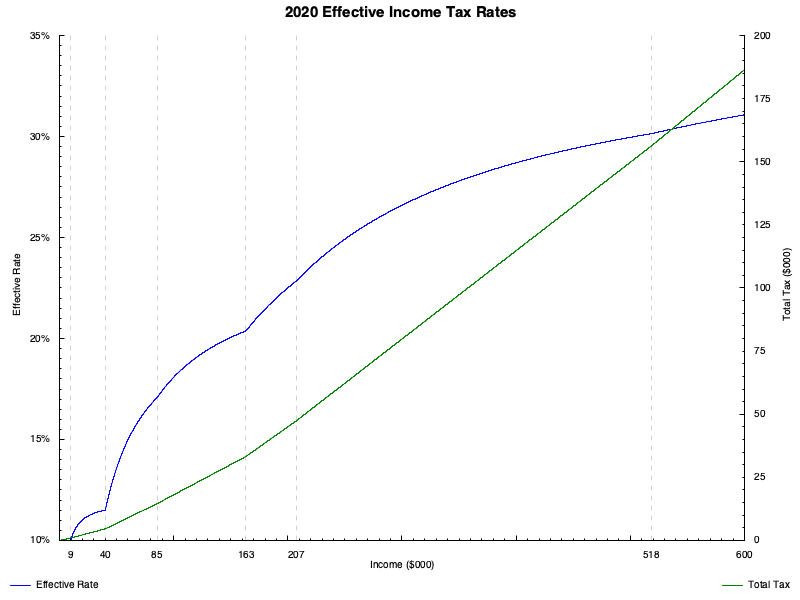 2020 Effective Income Tax Rates
35%
30%
25%
20%
15%
10%
Effective Rate
200
175
150
125
100
75
50
25
0
Total Tax ($000)
9 40 85 163 207 518 600
Income ($000)
Effective Rate
Total Tax